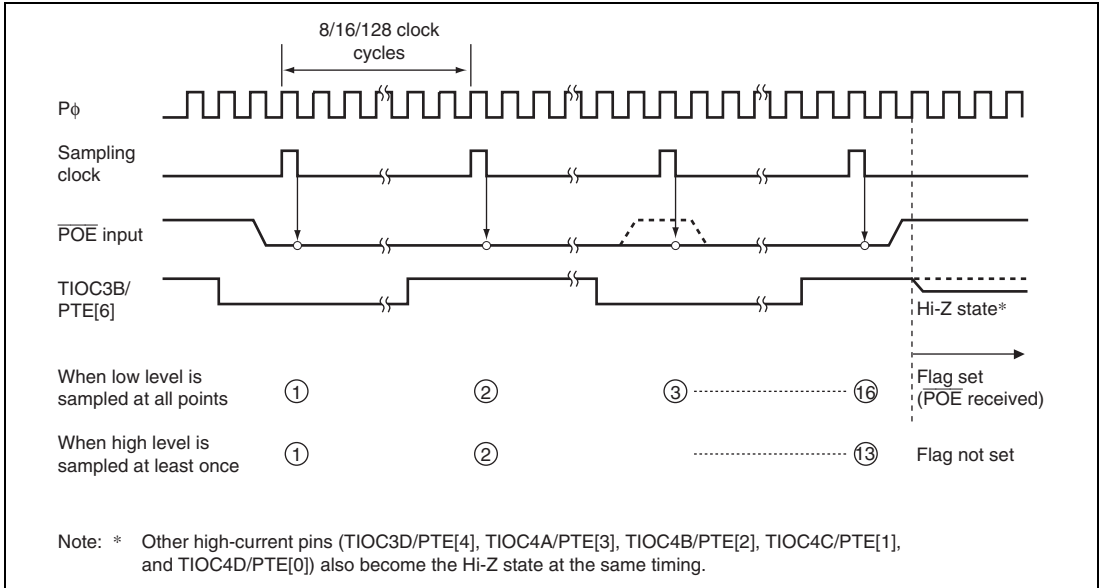 8/16/128 clock
cycles
Pϕ
Sampling
clock
POE input
TIOC3B/
PTE[6]
Hi-Z state*
When low level is
sampled at all points
① ② ③ ⑯
Flag set
(POE received)
When high level is
sampled at least once
① ② ⑬ Flag not set
Note: * Other high-current pins (TIOC3D/PTE[4], TIOC4A/PTE[3], TIOC4B/PTE[2], TIOC4C/PTE[1],
and TIOC4D/PTE[0]) also become the Hi-Z state at the same timing.